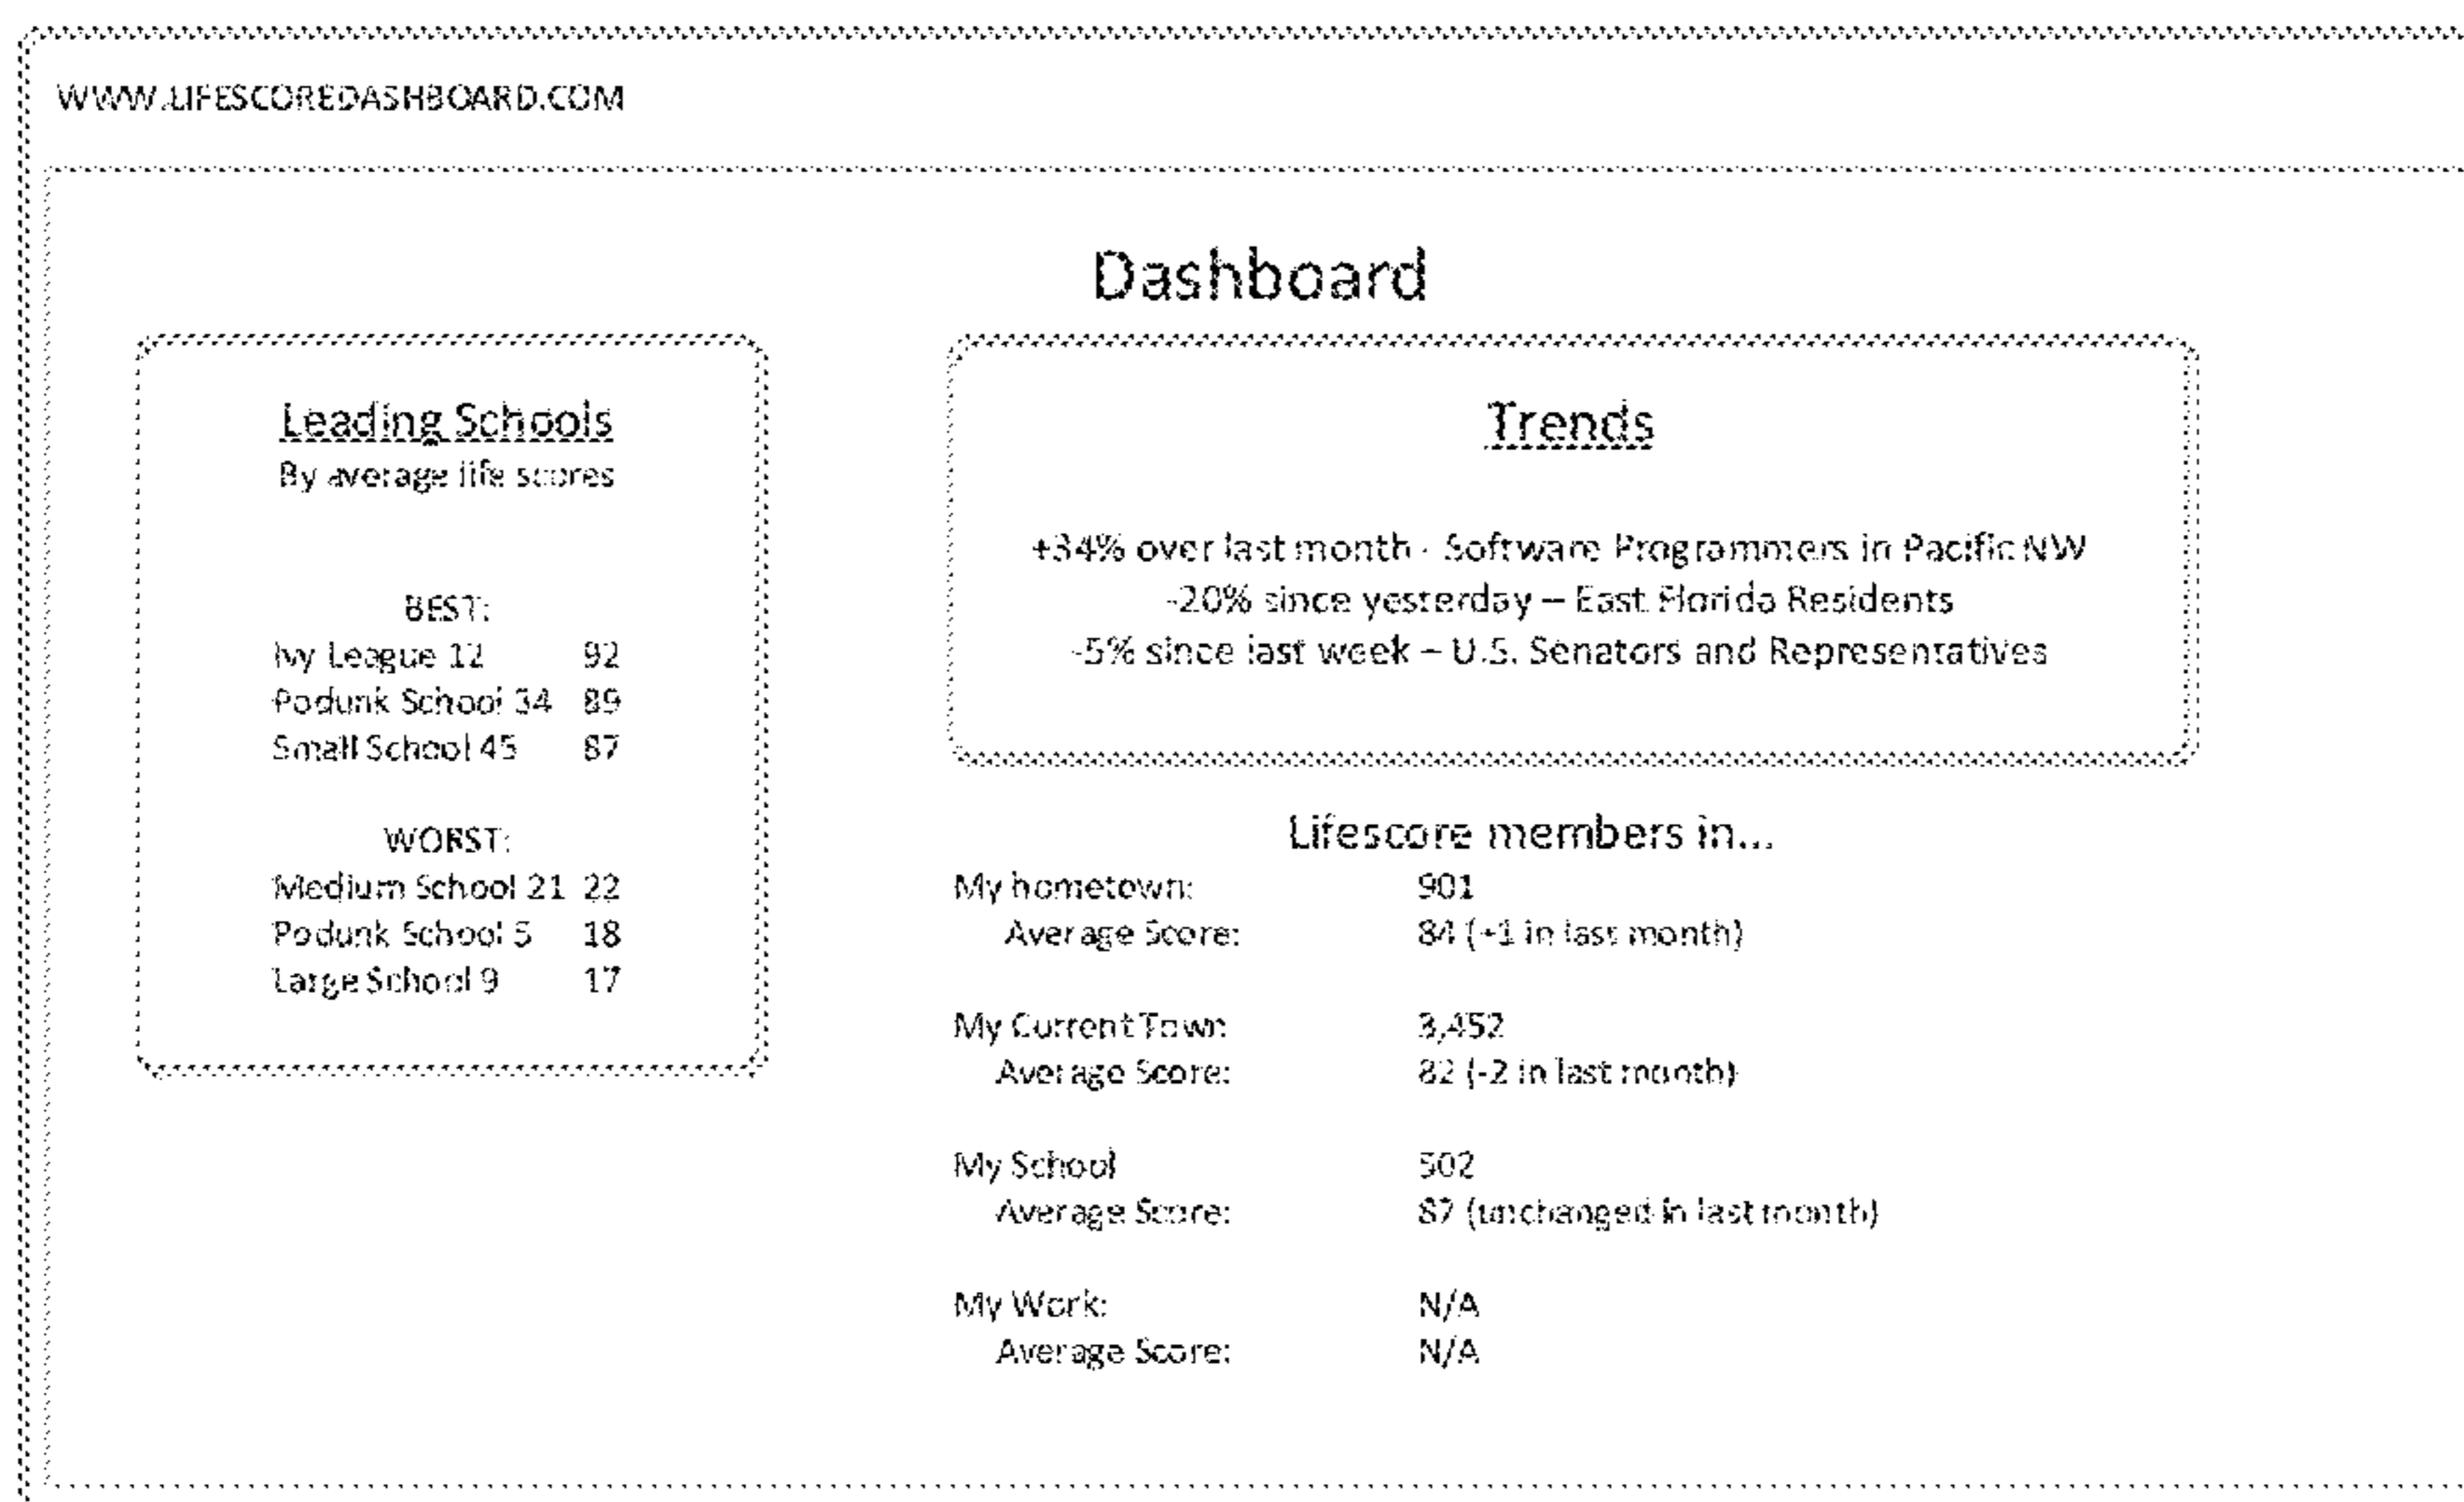 WWW.LIFESCOREDASHBOARD.COM
Dashboard
Leading Schools
By average life scores
BEST:
Ivy League 12 92
Podunk School 34 89
Small School 45 87
WORST:
Medium School 21 22
Podunk School 5 18
Large School 9 17
Trends
+34% over last month - Software Programmers in Pacific NW
-20% since yesterday – East Florida Residents
-5% since last week – U.S. Senators and Representatives
Lifescore members in...
My hometown: 901
Average Score: 84 (+1 in last month)
My Current Town: 3,452
Average Score: 82 (-2 in last month)
My School 502
Average Score: 87 (unchanged in last month)
My Work: N/A
Average Score: N/A